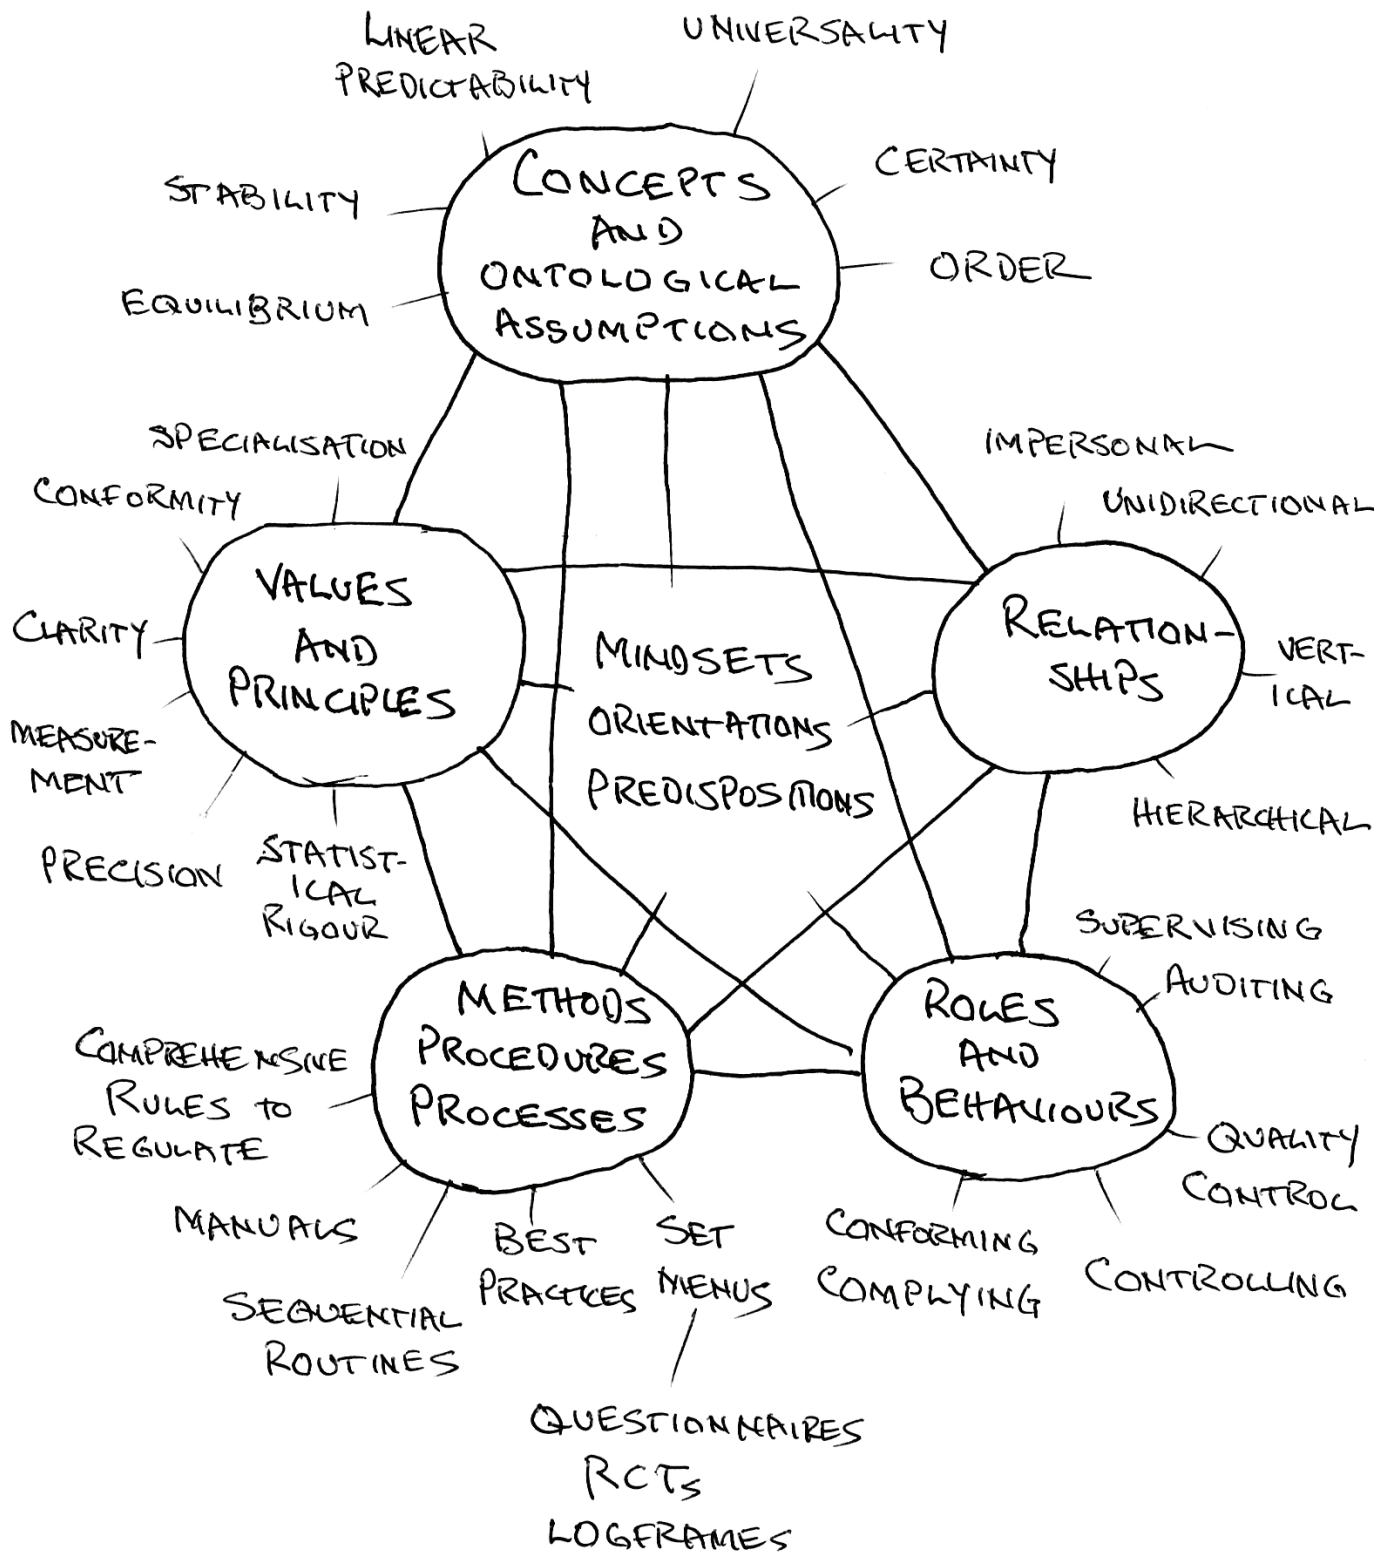 LINEAR
PREDICTABILITY
UNIVERSALITY
STABILITY
CERTAINTY
EQUILIBRIUM
ORDER
CONCEPTS
AND
ONTOLOGICAL
ASSUMPTIONS
SPECIALISATION
CONFORMITY
CLARITY
MEASURE-
MENT
PRECISION
STATIST-
ICAL
RIGOUR
VALUES
AND
PRINCIPLES
MINDSETS
ORIENTATIONS
PREDISPOSITIONS
IMPERSONAL
UNIDIRECTIONAL
RELATION-
SHIPS
VERT-
ICAL
HIERARCHICAL
METHODS
PROCEDURES
PROCESSES
COMPREHENSIVE
RULES TO
REGULATE
MANUALS
SEQUENTIAL
ROUTINES
BEST
PRACTICES
SET
MENUS
QUESTIONNAIRES
RCTs
LOGFRAMES
SUPERVISING
AUDITING
ROLES
AND
BEHAVIOURS
QUALITY
CONTROL
CONFORMING
COMPLYING
CONTROLLING